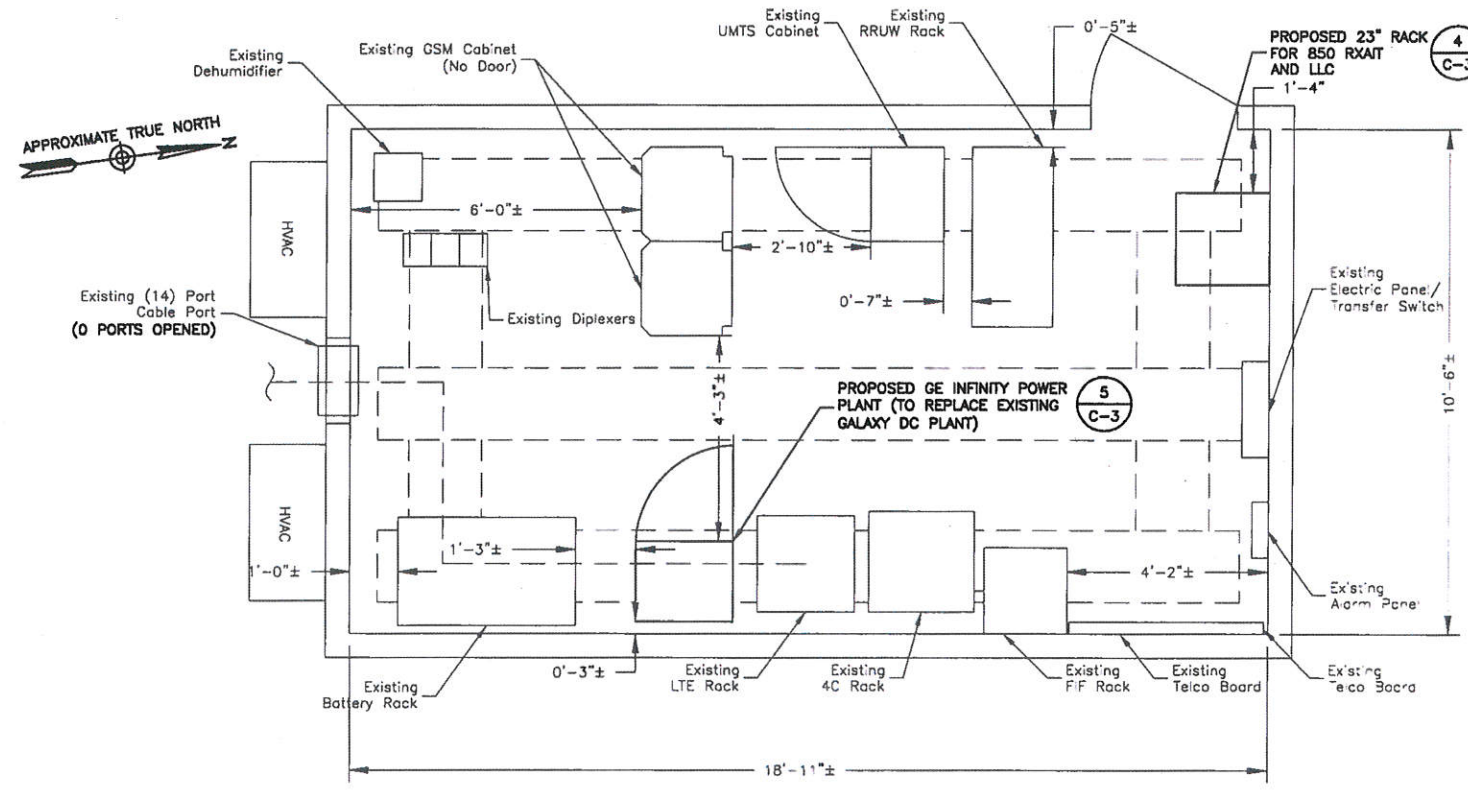 Existing
UMTS Cabinet
Existing
RRUW Rack
0'-5"±
PROPOSED 23" RACK
FOR 850 RXAIT
AND LLC
4
C-3
1'-4"
Existing GSM Cabinet
(No Door)
Existing
Dehumidifier
APPROXIMATE TRUE NORTH
N
HVAC
6'-0"±
2'-10"±
0'-7"±
Existing Diplexers
Existing (14) Port
Cable Port
(0 PORTS OPENED)
Existing
Electric Panel/
Transfer Switch
10'-6"±
4'-3"±
PROPOSED GE INFINITY POWER
PLANT (TO REPLACE EXISTING
GALAXY DC PLANT)
5
C-3
HVAC
1'-0"±
1'-3"±
4'-2"±
Existing
Alarm Panel
0'-3"±
Existing
Battery Rack
Existing
LTE Rack
Existing
4C Rack
Existing
FIF Rack
Existing
Telco Board
Existing
Telco Board
18'-11"±